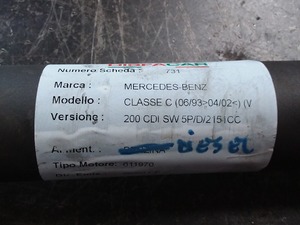 Numero Scheda : 731
Marca : MERCEDES-BENZ
Modello : CLASSE C (06/93>04/02<) (V
Versione : 200 CDI SW 5P/D/2151CC
Aliment. : DIESEL
Tipo Motore: 611970